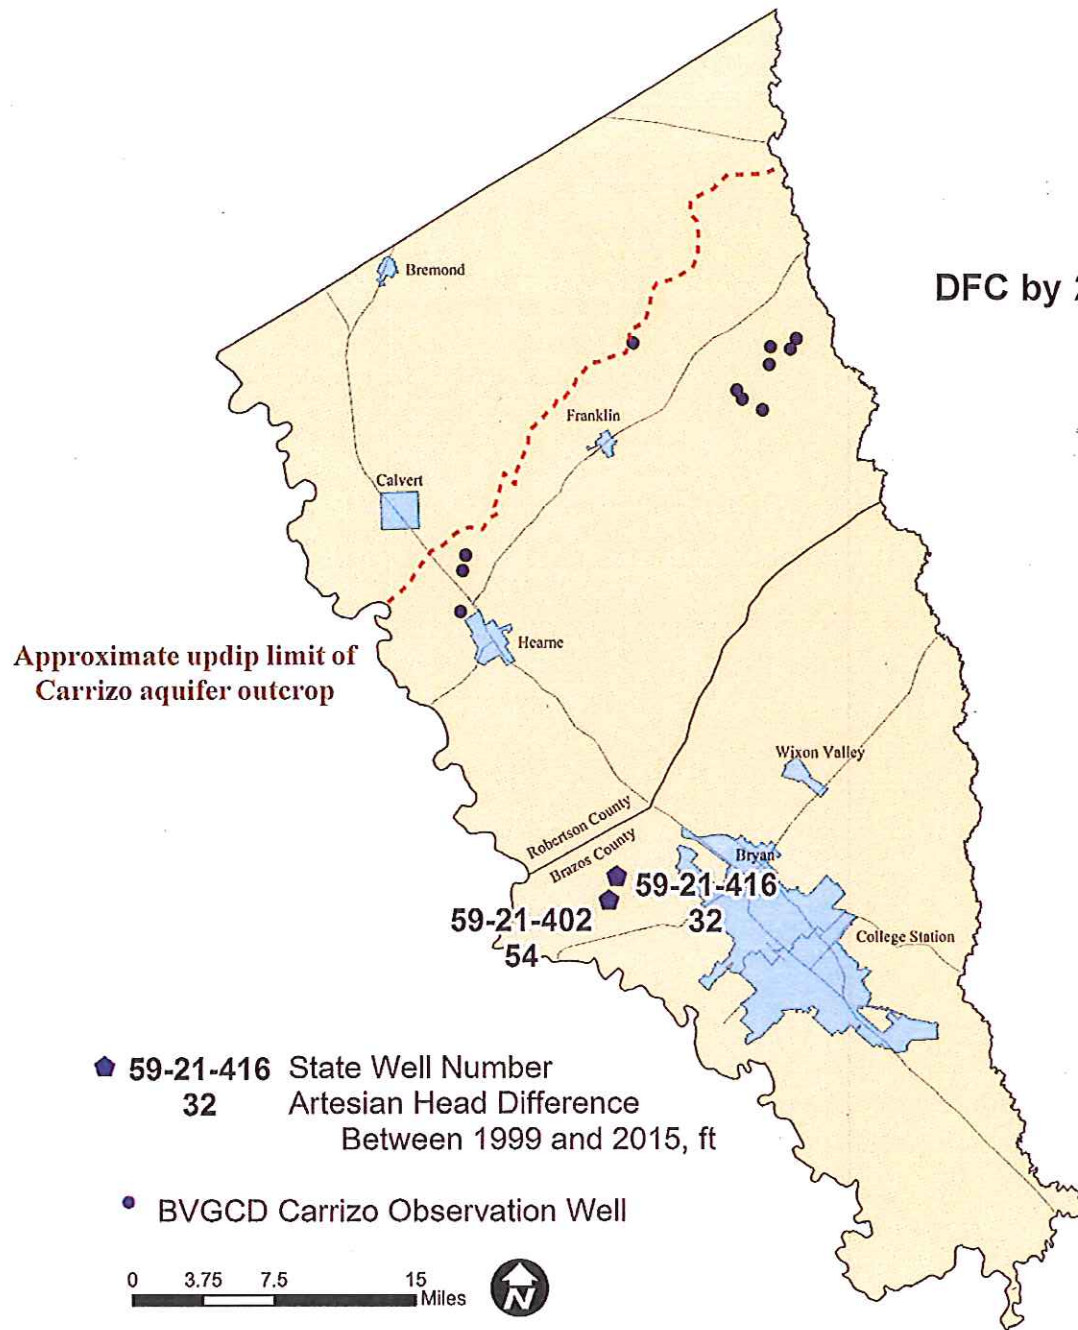 Bremond
DFC by
Franklin
Calvert
Hearne
Approximate updip limit of
Carrizo aquifer outcrop
Wixon Valley
Robertson County
Brazos County
Bryan
59-21-416
32
59-21-402
54
College Station
59-21-416 State Well Number
32 Artesian Head Difference
Between 1999 and 2015, ft
BVGCD Carrizo Observation Well
0 3.75 7.5 15
Miles
N